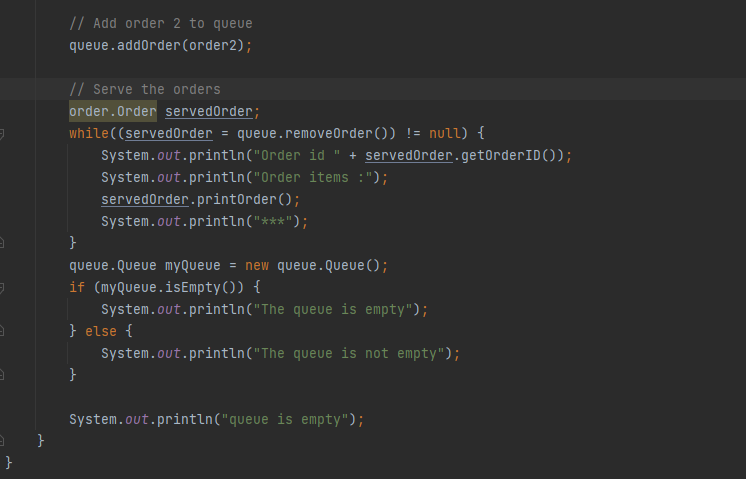 // Add order 2 to queue
queue.addOrder(order2);
// Serve the orders
order.Order servedOrder;
while((servedOrder = queue.removeOrder()) != null) {
System.out.println("Order id " + servedOrder.getOrderID());
System.out.println("Order items :");
servedOrder.printOrder();
System.out.println("***");
}
queue.Queue myQueue = new queue.Queue();
if (myQueue.isEmpty()) {
System.out.println("The queue is empty");
} else {
System.out.println("The queue is not empty");
}
System.out.println("queue is empty");
}
}